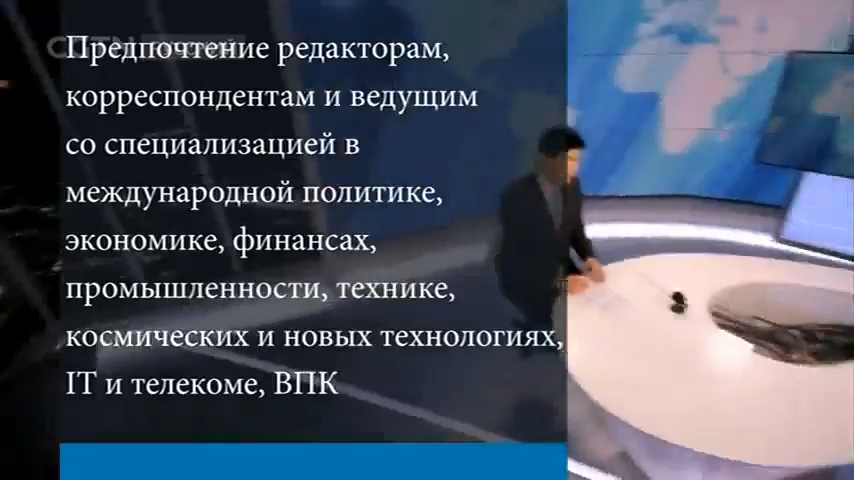 Предпочтение редакторам,
корреспондентам и ведущим
со специализацией в
международной политике,
экономике, финансах,
промышленности, технике,
космических и новых технологиях,
IT и телекоме, ВПК